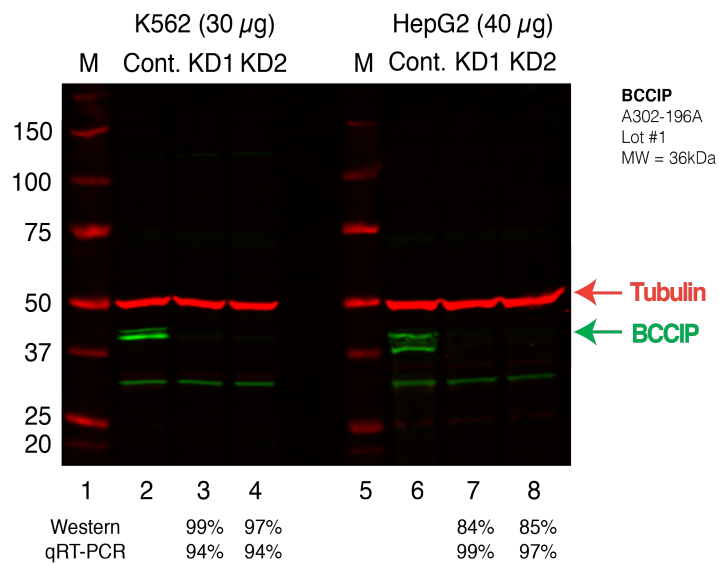 K562 (30 µg) HepG2 (40 µg)
M Cont. KD1 KD2 M Cont. KD1 KD2
BCCIP
A302-196A
Lot #1
MW = 36kDa
150
100
75
50
37
25
20
Tubulin
BCCIP
1 2 3 4 5 6 7 8
Western 99% 97% 84% 85%
qRT-PCR 94% 94% 99% 97%